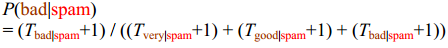 P(bad|spam)
= (Tbad|spam+1) / ((Tvery|spam+1) + (Tgood|spam+1) + (Tbad|spam+1))